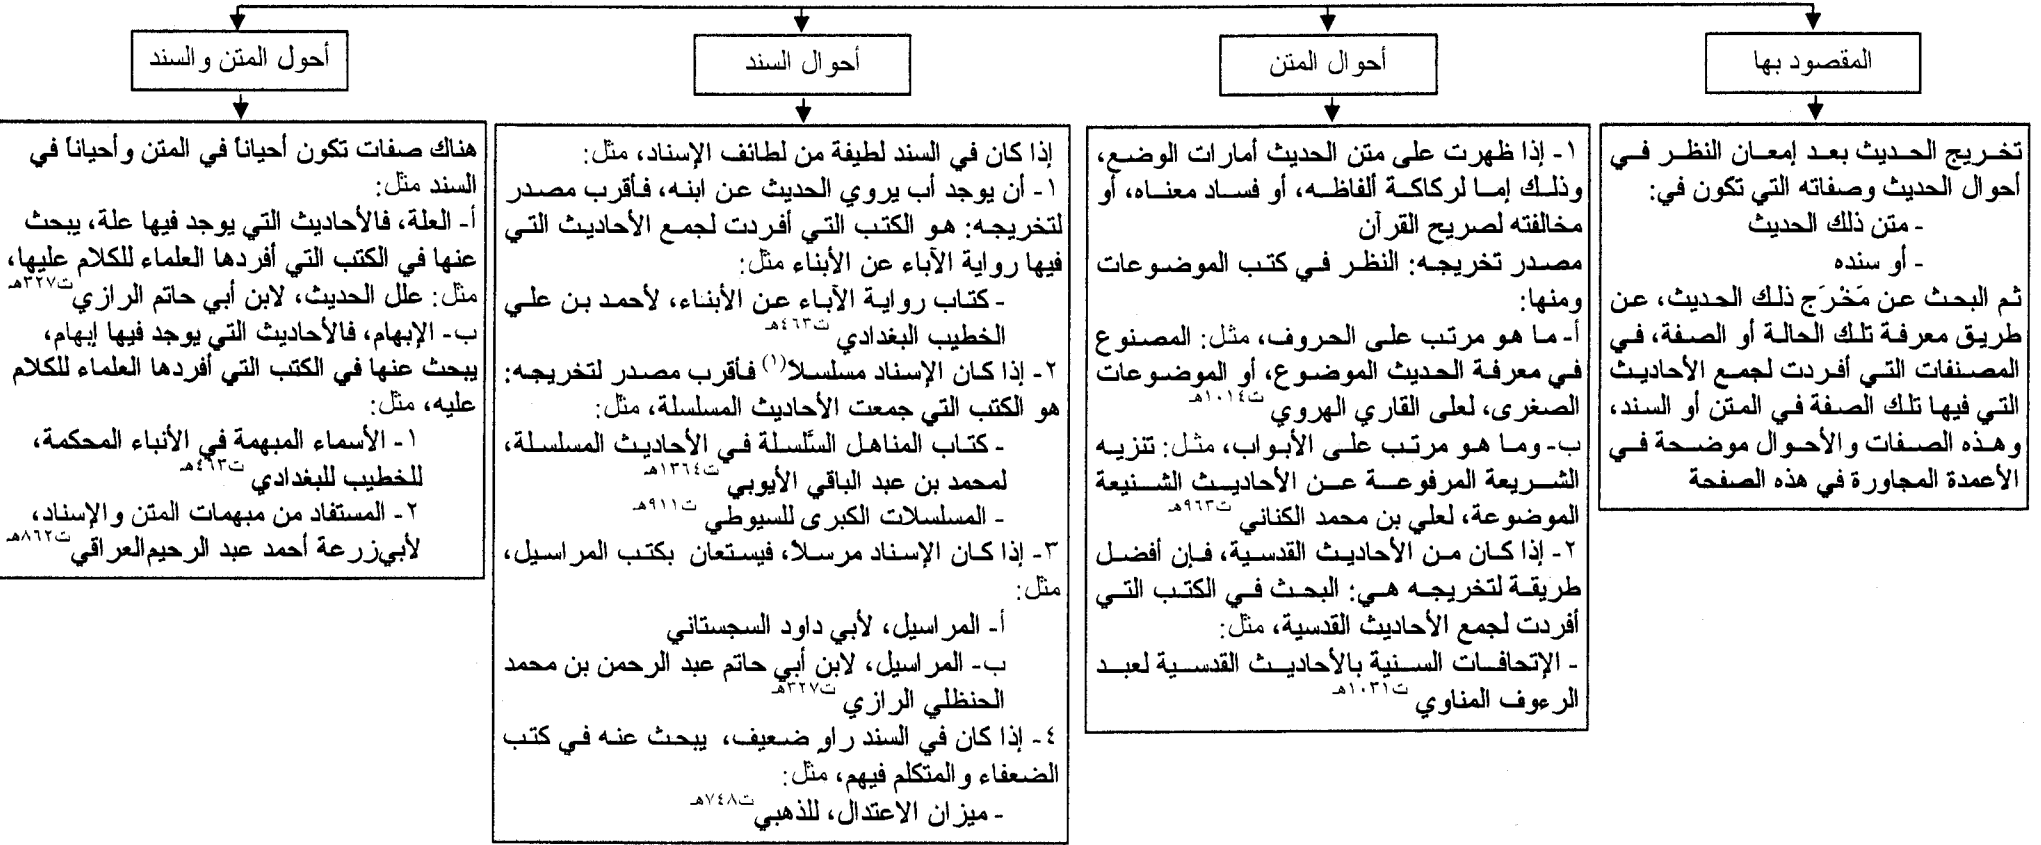 المقصود بها
تخريج الحديث بعد إمعان النظر في
أحوال الحديث وصفاته التي تكون في:
- متن ذلك الحديث
- أو سنده
ثم البحث عن مَخْرَج ذلك الحديث، عن
طريق معرفة تلك الحالة أو الصفة، في
المصنفات التي أفردت لجمع الأحاديث
التي فيها تلك الصفة في المتن أو السند،
وهذه الصفات والأحوال موضحة في
الأعمدة المجاورة في هذه الصفحة
أحوال المتن
١- إذا ظهرت على متن الحديث أمارات الوضع،
وذلك إما لركاكة ألفاظه، أو فساد معناه، أو
مخالفته لصريح القرآن
مصدر تخريجه: النظر في كتب الموضوعات
ومنها:
أ- ما هو مرتب على الحروف، مثل: المصنوع
في معرفة الحديث الموضوع، أو الموضوعات
الصغرى، لعلى القاري الهروي ت١٠١٤هـ
ب- وما هو مرتب على الأبواب، مثل: تنزيه
الشريعة المرفوعة عن الأحاديث الشنيعة
الموضوعة، لعلي بن محمد الكناني ت٩٦٣هـ
٢- إذا كان من الأحاديث القدسية، فإن أفضل
طريقة لتخريجه هي: البحث في الكتب التي
أفردت لجمع الأحاديث القدسية، مثل:
- الإتحافات السنية بالأحاديث القدسية لعبد
الرءوف المناوي ت١٠٣١هـ
أحوال السند
إذا كان في السند لطيفة من لطائف الإسناد، مثل:
١- أن يوجد أب يروي الحديث عن ابنه، فأقرب مصدر
لتخريجه: هو الكتب التي أفردت لجمع الأحاديث التي
فيها رواية الآباء عن الأبناء مثل:
- كتاب رواية الآباء عن الأبناء، لأحمد بن علي
الخطيب البغدادي ت٤٦٣هـ
٢- إذا كان الإسناد مسلسلا(١) فأقرب مصدر لتخريجه:
هو الكتب التي جمعت الأحاديث المسلسلة، مثل:
- كتاب المناهل السَّلسلة في الأحاديث المسلسلة،
لمحمد بن عبد الباقي الأيوبي ت١٣٦٤هـ
- المسلسلات الكبرى للسيوطي ت٩١١هـ
٣- إذا كان الإسناد مرسلا، فيستعان بكتب المراسيل،
مثل:
أ- المراسيل، لأبي داود السجستاني
ب- المراسيل، لابن أبي حاتم عبد الرحمن بن محمد
الحنظلي الرازي ت٣٢٧هـ
٤- إذا كان في السند راوٍ ضعيف، يبحث عنه في كتب
الضعفاء والمتكلم فيهم، مثل:
- ميزان الاعتدال، للذهبي ت٧٤٨هـ
أحول المتن والسند
هناك صفات تكون أحياناً في المتن وأحياناً في
السند مثل:
أ- العلة، فالأحاديث التي يوجد فيها علة، يبحث
عنها في الكتب التي أفردها العلماء للكلام عليها،
مثل: علل الحديث، لابن أبي حاتم الرازي ت٣٢٧هـ
ب- الإبهام، فالأحاديث التي يوجد فيها إبهام،
يبحث عنها في الكتب التي أفردها العلماء للكلام
عليه، مثل:
١- الأسماء المبهمة في الأنباء المحكمة،
للخطيب للبغدادي ت٤٦٣هـ
٢- المستفاد من مبهمات المتن والإسناد،
لأبي زرعة أحمد عبد الرحيم العراقي ت٨٦٢هـ